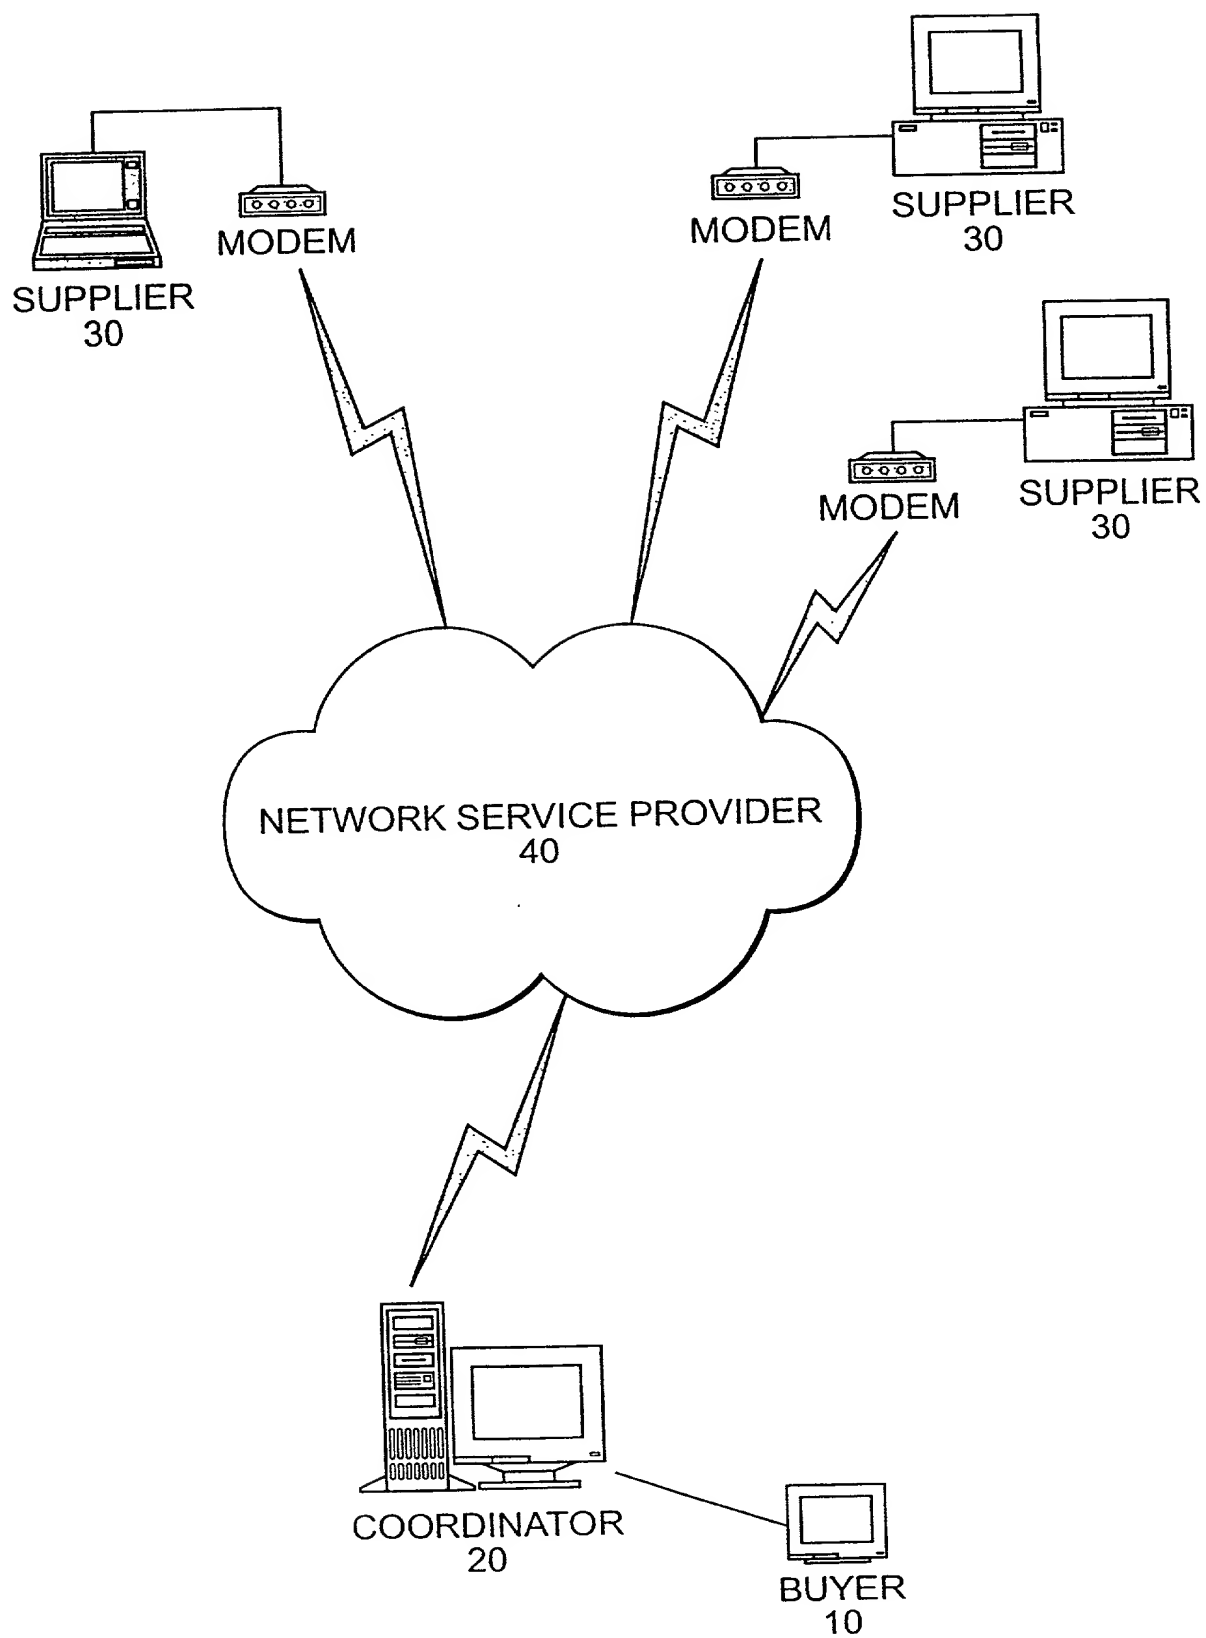 SUPPLIER
30
MODEM
MODEM
SUPPLIER
30
MODEM
SUPPLIER
30
NETWORK SERVICE PROVIDER
40
COORDINATOR
20
BUYER
10